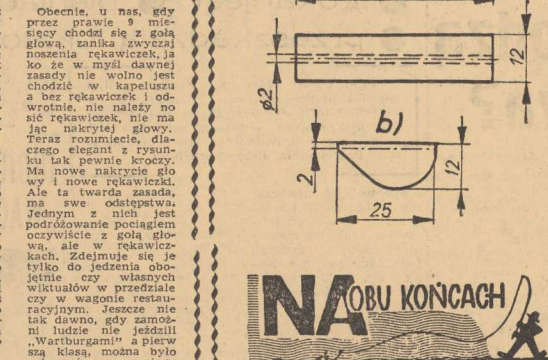 Obecnie, u nas, gdy
przez prawie 9 mie-
sięcy chodzi się z gołą
głową, zanika zwyczaj
noszenia rękawiczek, ja
ko że w myśl dawnej
zasady nie wolno jest
chodzić w kapeluszu
a bez rękawiczek i od-
wrotnie, nie należy no
sić rękawiczek, nie ma
jąc nakrytej głowy.
Teraz rozumiecie, dla-
czego elegant z rysun-
ku tak pewnie kroczy.
Ma nowe nakrycie gło
wy i nowe rękawiczki.
Ale ta twarda zasada,
ma swe odstępstwa.
Jednym z nich jest
podróżowanie pociągiem
oczywiście z gołą gło-
wą, ale w rękawicz-
kach. Zdejmuje się je
tylko do jedzenia obo-
jętnie czy własnych
wiktuałów w przedziale
czy w wagonie restau-
racyjnym. Jeszcze nie
tak dawno, gdy zamoż-
ni ludzie nie jeździli
„Wartburgami" a pierw
szą klasą, można było
12
ø2
b)
2
12
25
NA OBU KOŃCACH